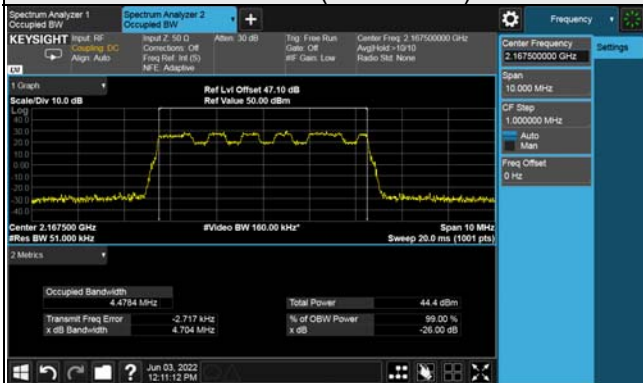 Spectrum Analyzer 1
Occupied BW
Spectrum Analyzer 2
Occupied BW
+
Frequency
KEYSIGHT
Input: RF
Coupling: DC
Align: Auto
Input Z: 50 Ω
Corrections: Off
Freq Ref: Int (S)
NFE: Adaptive
Atten: 30 dB
Trig: Free Run
Gate: Off
#IF Gain: Low
Center Freq: 2.167500000 GHz
Avg|Hold:>10/10
Radio Std: None
Center Frequency
2.167500000 GHz
Settings
Span
10.000 MHz
CF Step
1.000000 MHz
Auto
Man
Freq Offset
0 Hz
1 Graph
Scale/Div 10.0 dB
Ref Lvl Offset 47.10 dB
Ref Value 50.00 dBm
Log
40.0
30.0
20.0
10.0
0.00
-10.0
-20.0
-30.0
-40.0
Center 2.167500 GHz
#Res BW 51.000 kHz
#Video BW 160.00 kHz*
Span 10 MHz
Sweep 20.0 ms (1001 pts)
2 Metrics
Occupied Bandwidth
4.4784 MHz
Total Power
44.4 dBm
Transmit Freq Error
-2.717 kHz
% of OBW Power
99.00 %
x dB Bandwidth
4.704 MHz
x dB
-26.00 dB
?
Jun 03, 2022
12:11:12 PM